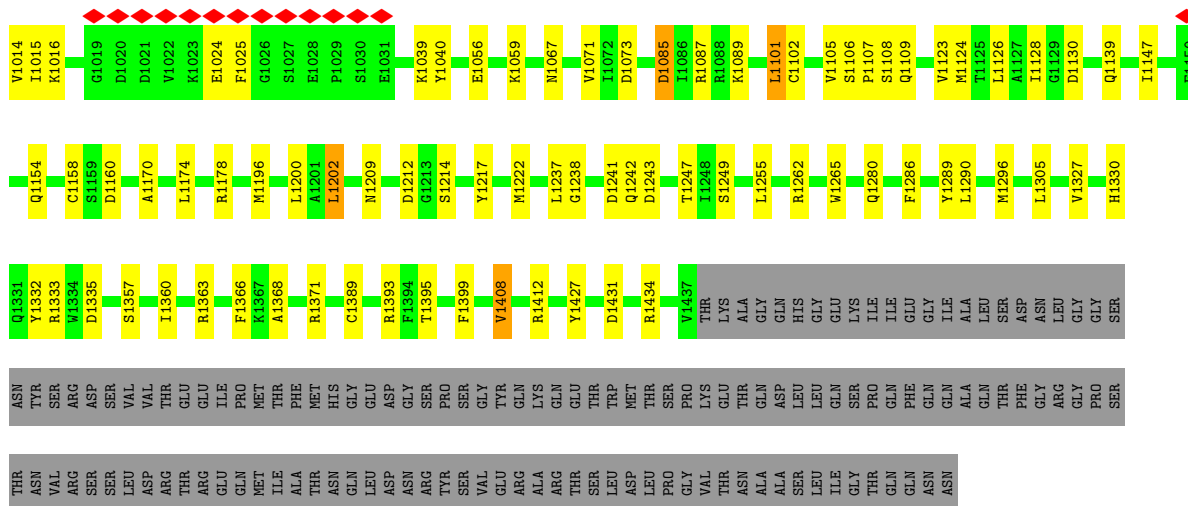 V1014 I1015 K1016 G1019 D1020 D1021 V1022 K1023 E1024 F1025 G1026 S1027 E1028 P1029 S1030 E1031 K1039 Y1040 E1056 K1059 N1067 V1071 I1072 D1073 D1085 I1086 R1087 R1088 K1089 L1101 C1102 V1105 S1106 P1107 S1108 Q1109 V1123 M1124 T1125 L1126 A1127 I1128 G1129 D1130 Q1139 I1147
Q1154 C1158 S1159 D1160 A1170 L1174 R1178 M1196 L1200 A1201 L1202 N1209 D1212 G1213 S1214 Y1217 M1222 L1237 G1238 D1241 Q1242 D1243 T1247 I1248 S1249 L1255 R1262 W1265 Q1280 F1286 Y1289 L1290 M1296 L1305 V1327 H1330
Q1331 Y1332 R1333 W1334 D1335 S1357 I1360 R1363 F1366 K1367 A1368 R1371 C1389 R1393 F1394 T1395 F1399 V1408 R1412 Y1427 D1431 R1434 V1437 THR LYS ALA GLY GLN HIS GLY GLU LYS ILE ILE GLU GLY ILE ALA LEU SER ASP ASN LEU GLY GLY SER
ASN TYR SER ARG ASP SER VAL VAL THR GLU GLU ILE PRO MET THR PHE MET HIS GLY GLU ASP GLY SER PRO SER GLY TYR GLN LYS GLN GLU THR TRP MET THR SER PRO LYS GLU THR GLN ASP LEU LEU GLN SER PRO GLN PHE GLN GLN ALA GLN THR PHE GLY ARG GLY PRO SER
THR ASN VAL ARG SER SER LEU ASP ARG THR ARG GLU GLN MET ILE ALA THR ASN GLN LEU ASP ASN ARG TYR SER VAL GLU ARG ALA ARG THR SER LEU ASP LEU PRO GLY VAL THR ASN ALA ALA SER LEU ILE GLY THR GLN GLN ASN ASN